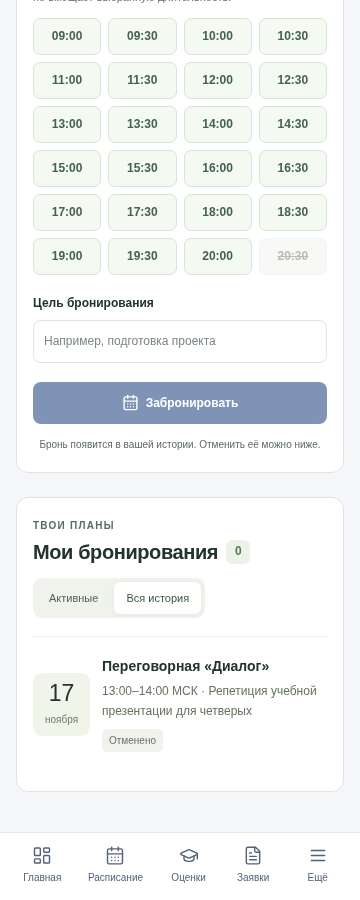 09:00 09:30 10:00 10:30
11:00 11:30 12:00 12:30
13:00 13:30 14:00 14:30
15:00 15:30 16:00 16:30
17:00 17:30 18:00 18:30
19:00 19:30 20:00 20:30
Цель бронирования
Например, подготовка проекта
Забронировать
Бронь появится в вашей истории. Отменить её можно ниже.
ТВОИ ПЛАНЫ
Мои бронирования 0
Активные Вся история
17
ноября
Переговорная «Диалог»
13:00–14:00 МСК · Репетиция учебной
презентации для четверых
Отменено
Главная Расписание Оценки Заявки Ещё